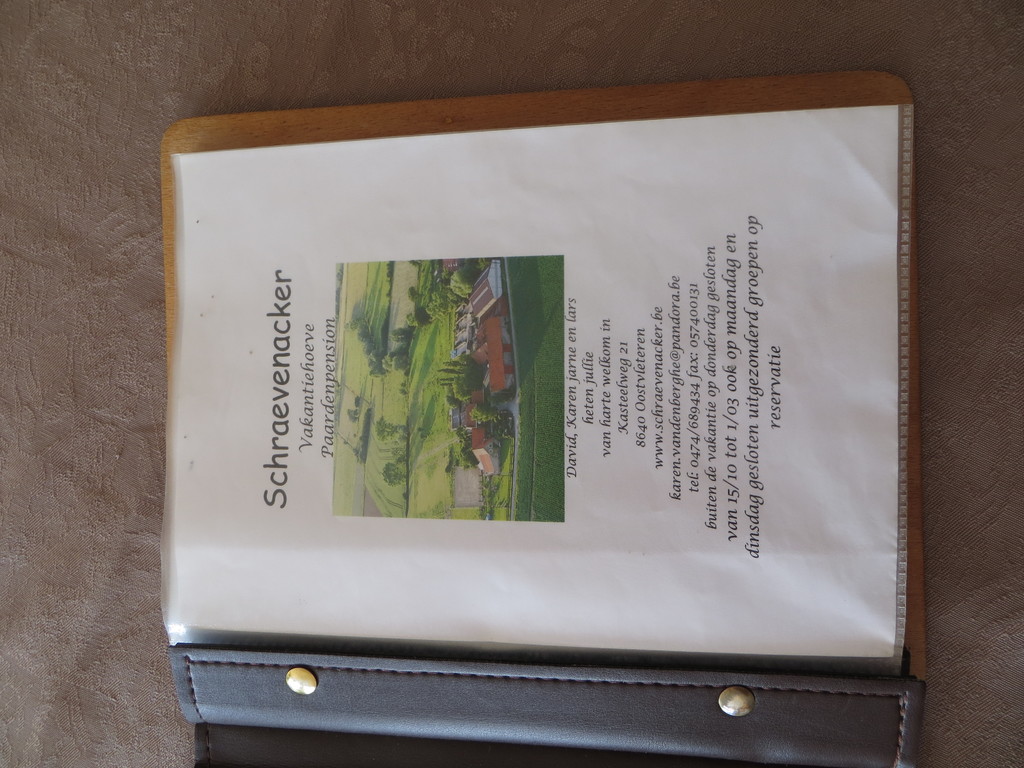 Schraevenacker
Vakantiehoeve
Paardenpension
David, Karen jarne en lars
heten jullie
van harte welkom in
Kasteelweg 21
8640 Oostvleteren
www.schraevenacker.be
karen.vandenberghe@pandora.be
tel: 0474/689434 fax: 057400131
buiten de vakantie op donderdag gesloten
van 15/10 tot 1/03 ook op maandag en
dinsdag gesloten uitgezonderd groepen op
reservatie